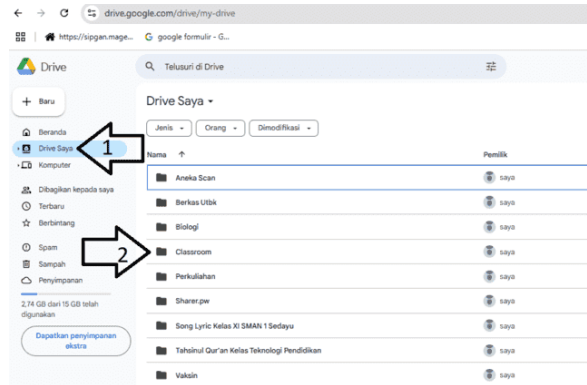 drive.google.com/drive/my-drive
https://sipgan.mage...
google formulir - G...
Drive
Telusuri di Drive
+ Baru
Drive Saya
Jenis
Orang
Dimodifikasi
Beranda
Drive Saya
1
Komputer
Nama
Pemilik
Aneka Scan
saya
Dibagikan kepada saya
Berkas Utbk
saya
Terbaru
Berbintang
Biologi
saya
Spam
2
Classroom
saya
Sampah
Penyimpanan
Perkuliahan
saya
2,74 GB dari 15 GB telah
digunakan
Sharer.pw
saya
Dapatkan penyimpanan
ekstra
Song Lyric Kelas XI SMAN 1 Sedayu
saya
Tahsinul Qur'an Kelas Teknologi Pendidikan
saya
Vaksin
saya